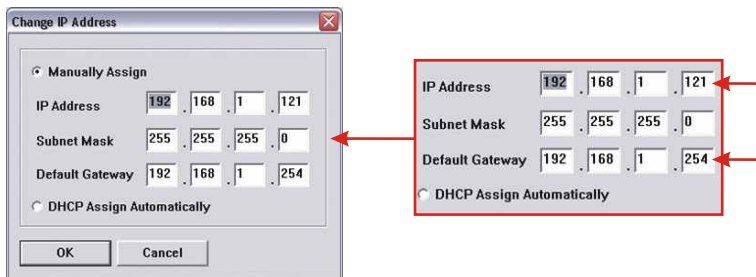 Change IP Address
Manually Assign
IP Address 192 . 168 . 1 . 121
Subnet Mask 255 . 255 . 255 . 0
Default Gateway 192 . 168 . 1 . 254
DHCP Assign Automatically
OK Cancel
IP Address 192 . 168 . 1 . 121
Subnet Mask 255 . 255 . 255 . 0
Default Gateway 192 . 168 . 1 . 254
DHCP Assign Automatically